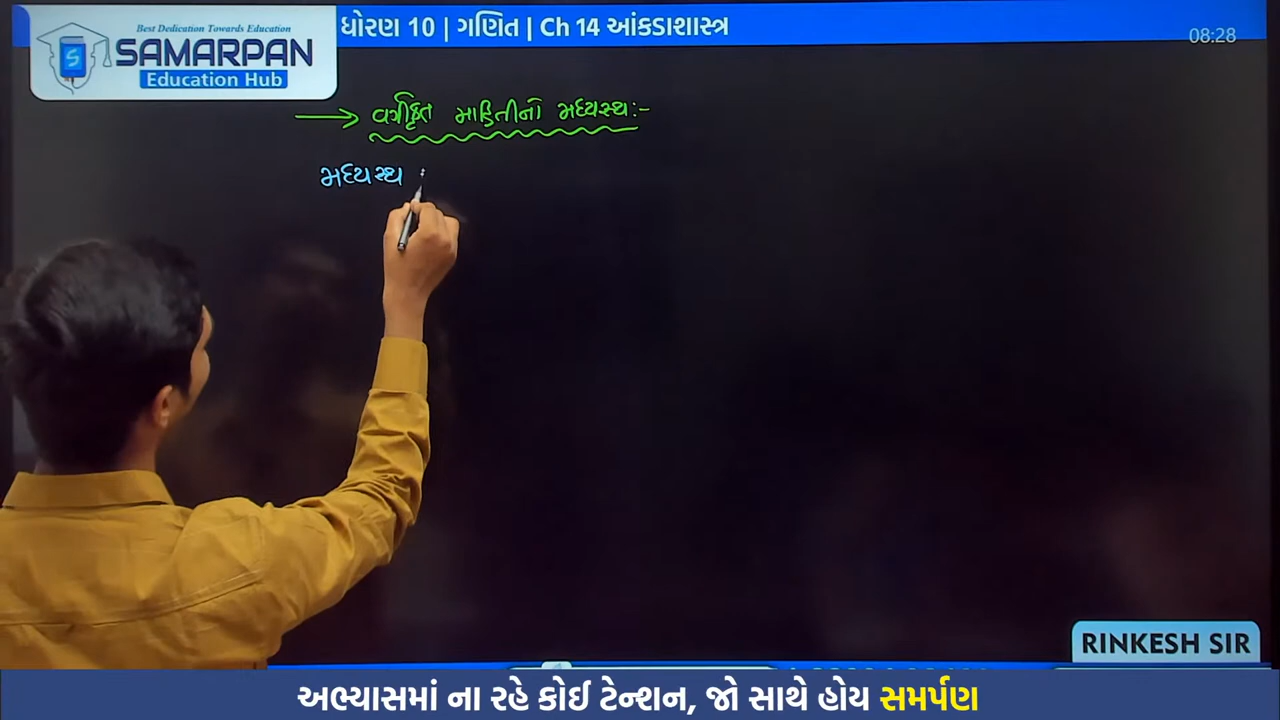 Best Dedication Towards Education
SAMARPAN
Education Hub
ધોરણ 10 | ગણિત | Ch 14 આંકડાશાસ્ત્ર
08:28
→ વર્ગીકૃત માહિતીનો મધ્યસ્થ:-
મધ્યસ્થ :
RINKESH SIR
અભ્યાસમાં ના રહે કોઈ ટેન્શન, જો સાથે હોય સમર્પણ